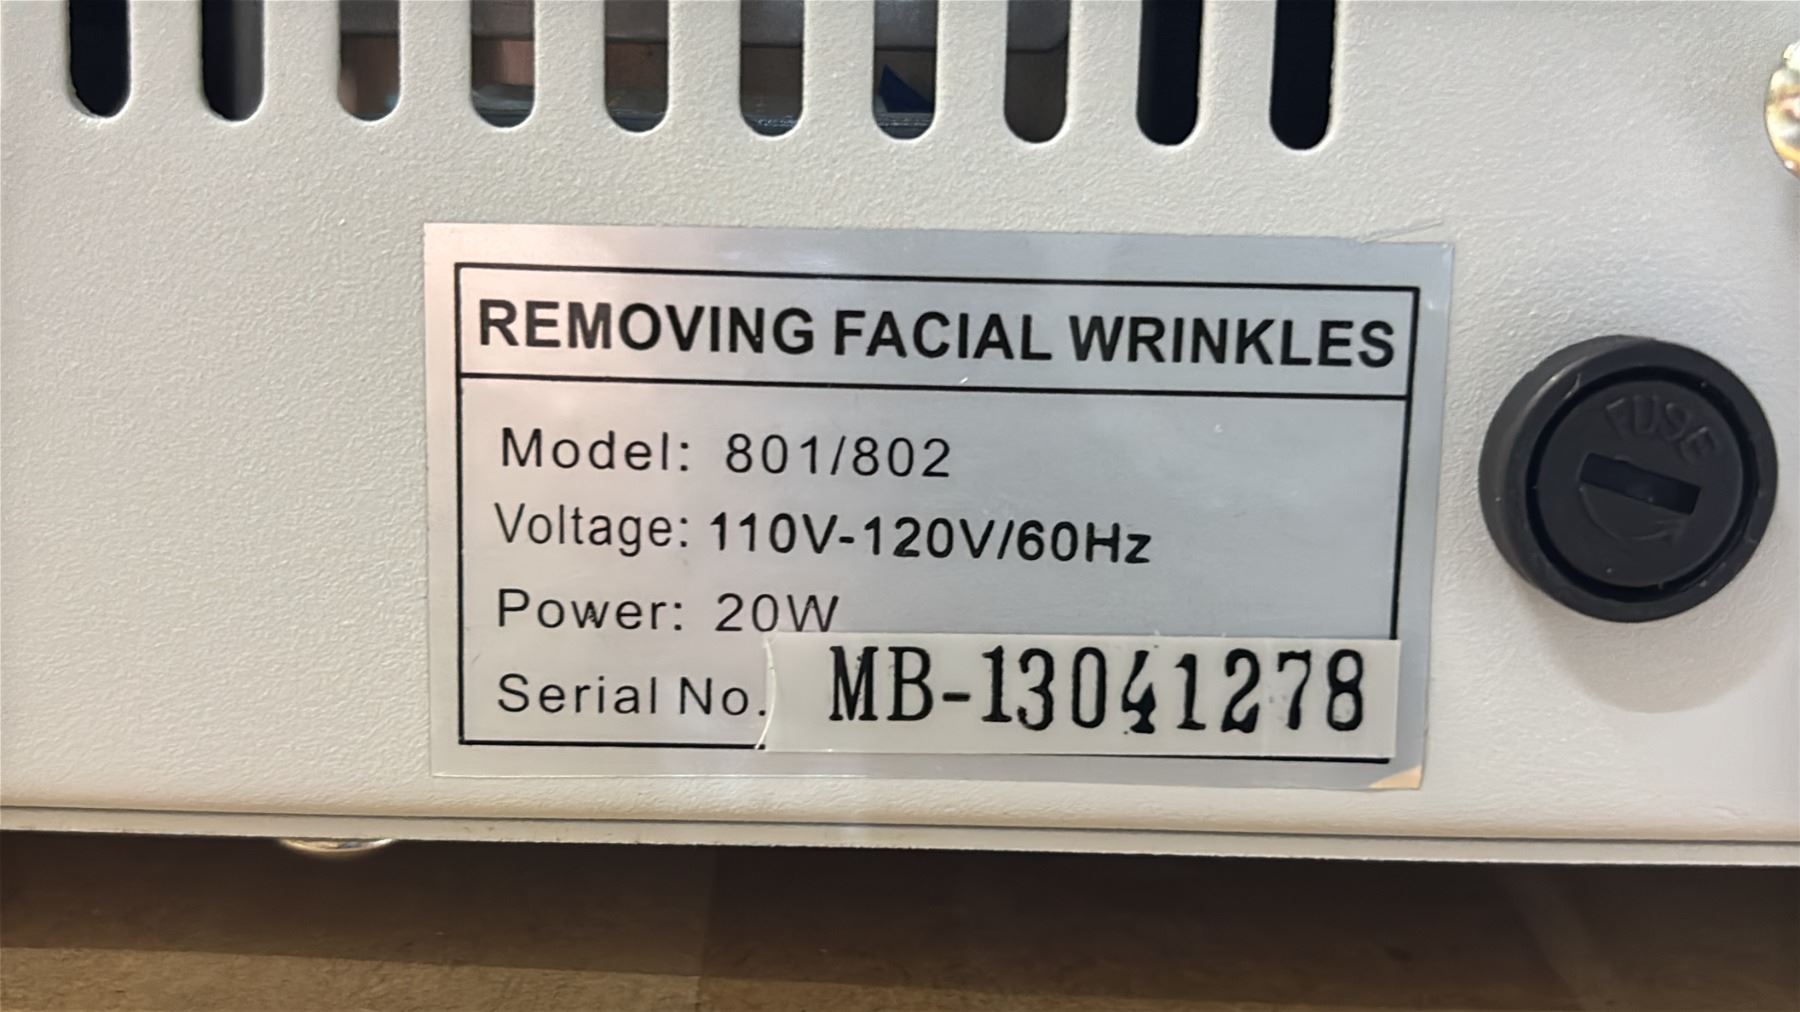 REMOVING FACIAL WRINKLES
Model: 801/802
Voltage: 110V-120V/60Hz
Power: 20W
Serial No. MB-13041278
FUSE